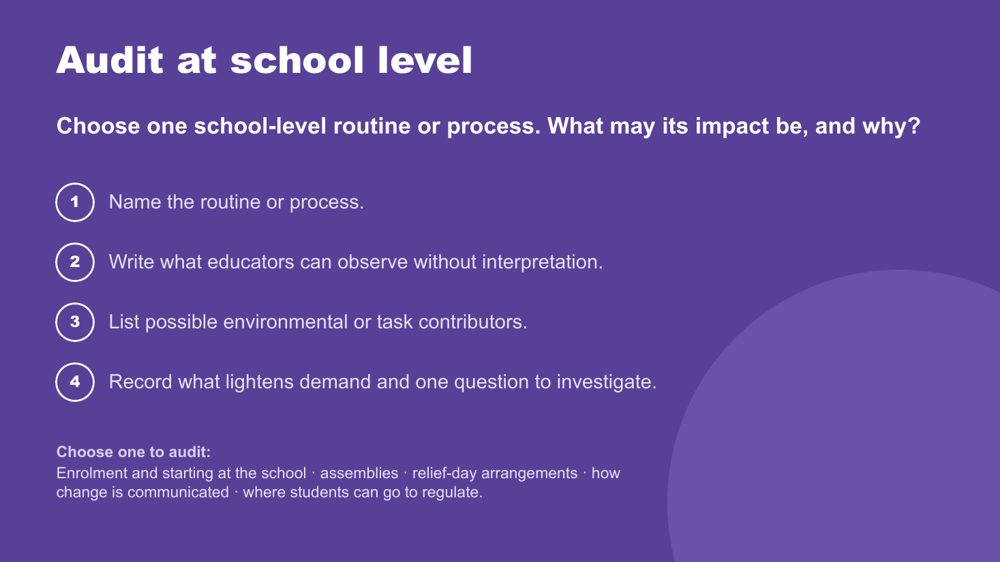 Audit at school level
Choose one school-level routine or process. What may its impact be, and why?
1 Name the routine or process.
2 Write what educators can observe without interpretation.
3 List possible environmental or task contributors.
4 Record what lightens demand and one question to investigate.
Choose one to audit:
Enrolment and starting at the school · assemblies · relief-day arrangements · how
change is communicated · where students can go to regulate.